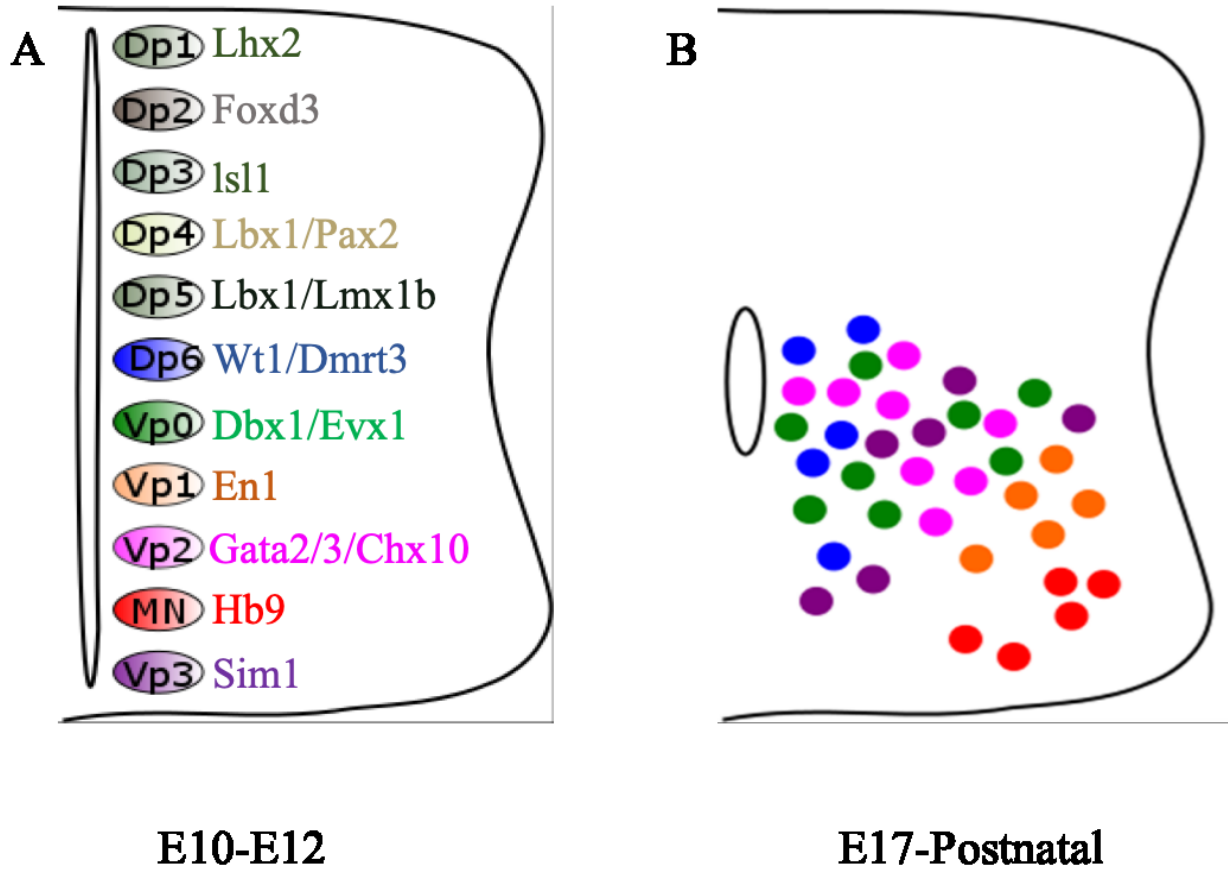 A
B
Dp1 Lhx2
Dp2 Foxd3
Dp3 lsl1
Dp4 Lbx1/Pax2
Dp5 Lbx1/Lmx1b
Dp6 Wt1/Dmrt3
Vp0 Dbx1/Evx1
Vp1 En1
Vp2 Gata2/3/Chx10
MN Hb9
Vp3 Sim1
E10-E12
E17-Postnatal